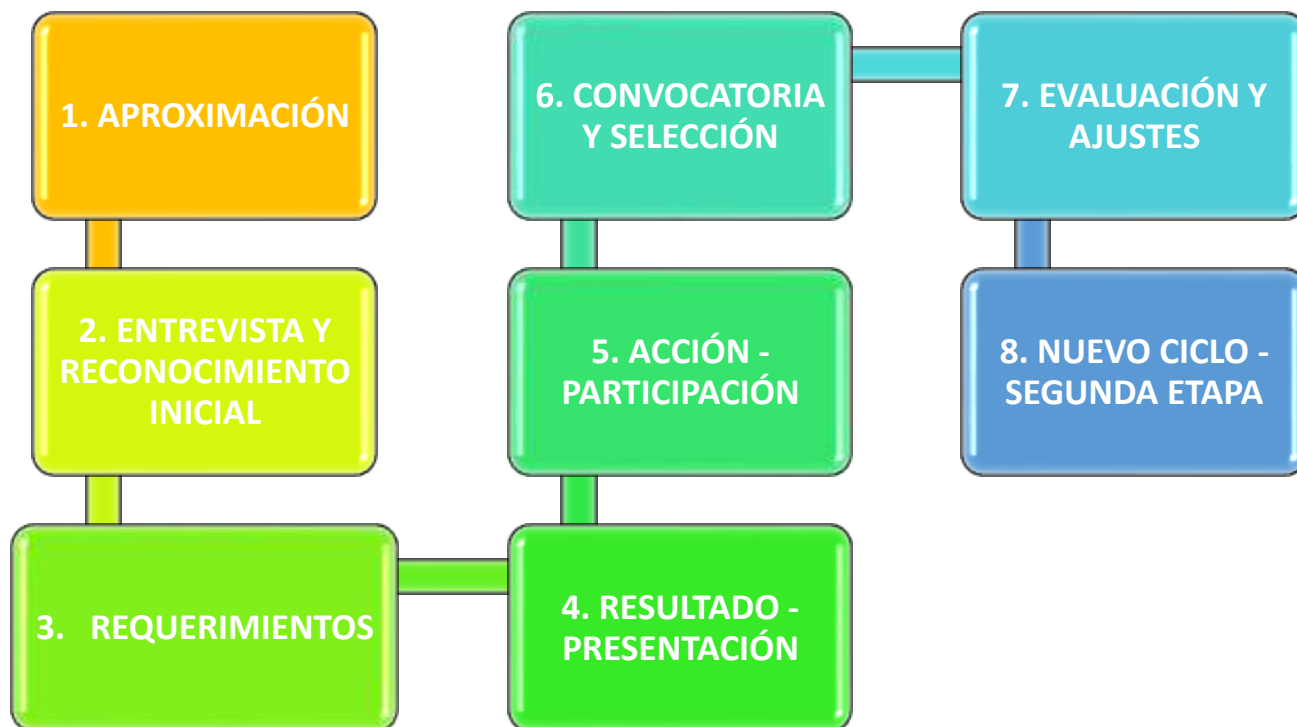 1. APROXIMACIÓN
2. ENTREVISTA Y
RECONOCIMIENTO
INICIAL
3. REQUERIMIENTOS
4. RESULTADO -
PRESENTACIÓN
5. ACCIÓN -
PARTICIPACIÓN
6. CONVOCATORIA
Y SELECCIÓN
7. EVALUACIÓN Y
AJUSTES
8. NUEVO CICLO -
SEGUNDA ETAPA